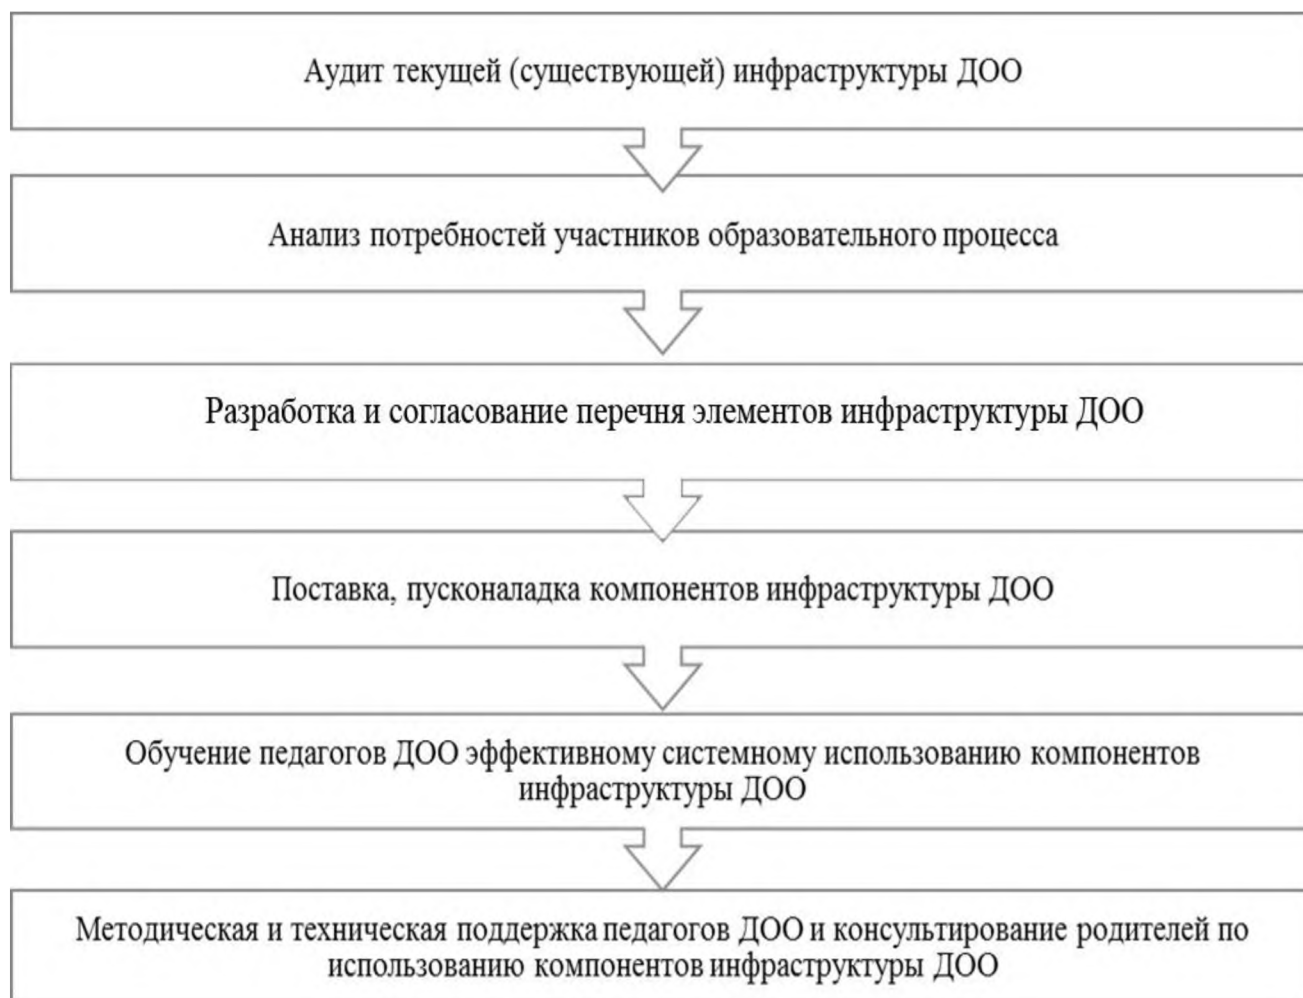 Аудит текущей (существующей) инфраструктуры ДОО
Анализ потребностей участников образовательного процесса
Разработка и согласование перечня элементов инфраструктуры ДОО
Поставка, пусконаладка компонентов инфраструктуры ДОО
Обучение педагогов ДОО эффективному системному использованию компонентов
инфраструктуры ДОО
Методическая и техническая поддержка педагогов ДОО и консультирование родителей по
использованию компонентов инфраструктуры ДОО